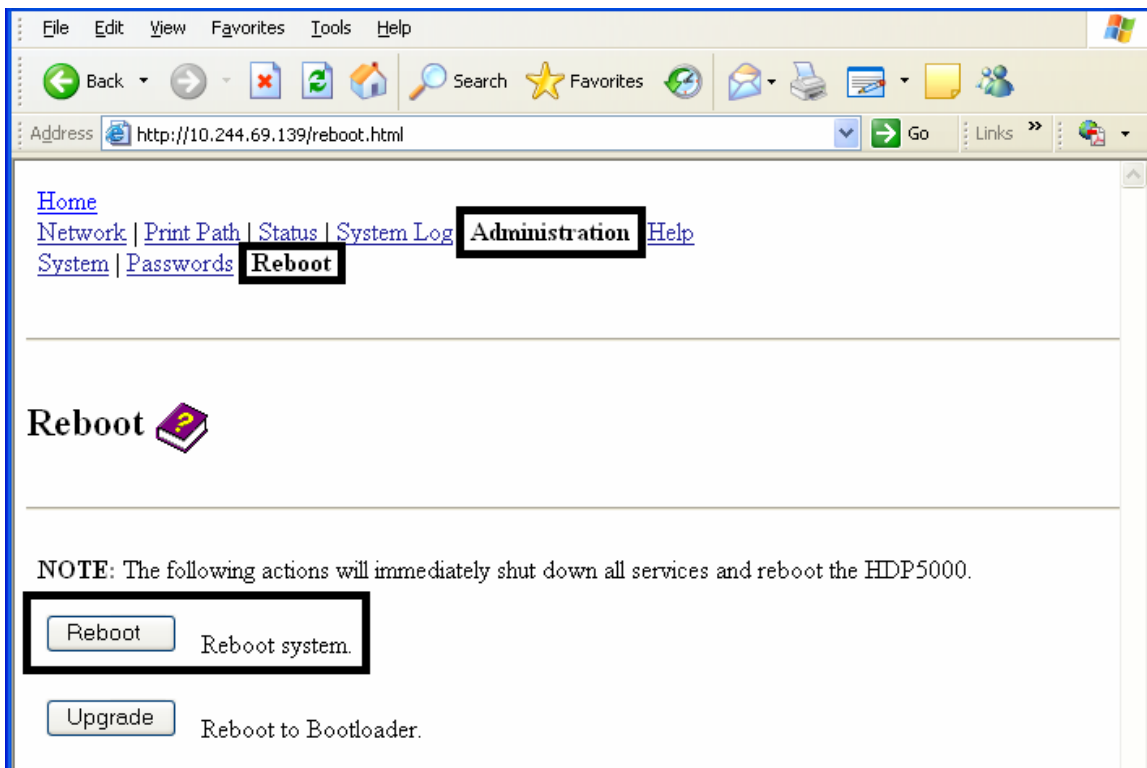 File Edit View Favorites Tools Help
Back Search Favorites
Address http://10.244.69.139/reboot.html Go Links »
Home
Network | Print Path | Status | System Log Administration Help
System | Passwords Reboot
Reboot ?
NOTE: The following actions will immediately shut down all services and reboot the HDP5000.
Reboot Reboot system.
Upgrade Reboot to Bootloader.